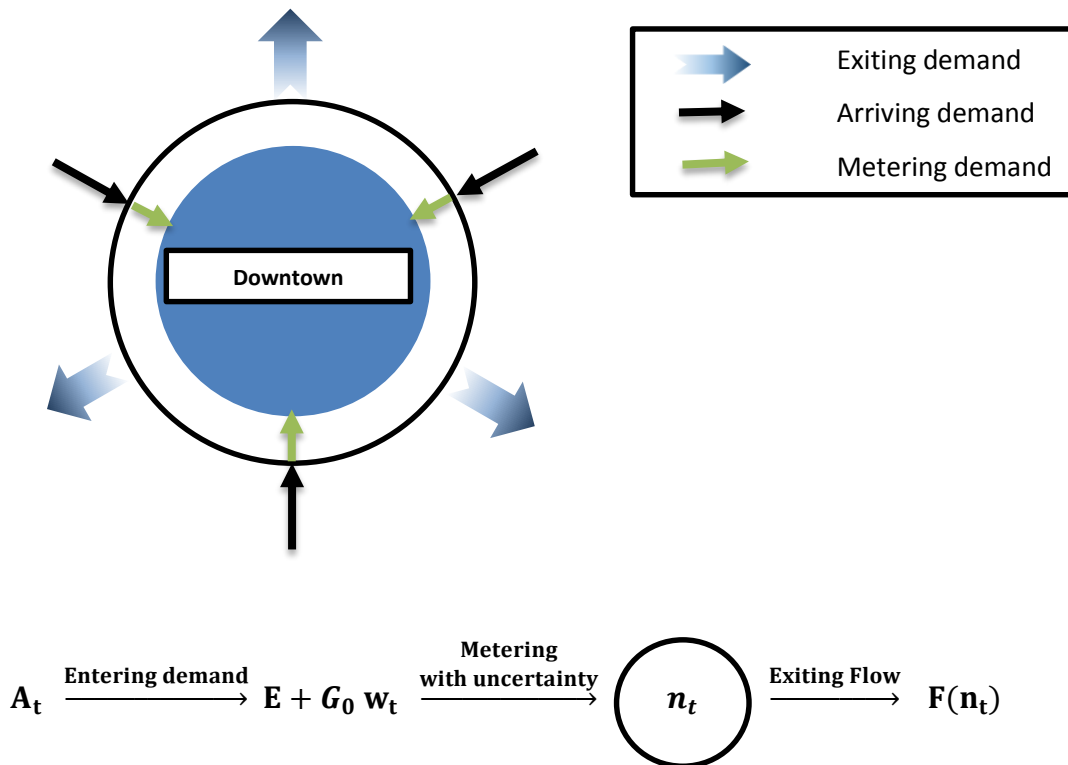 Exiting demand
Arriving demand
Metering demand
Downtown
Metering
Entering demand
with uncertainty
Exiting Flow
A_t
E + G_0 w_t
n_t
F(n_t)